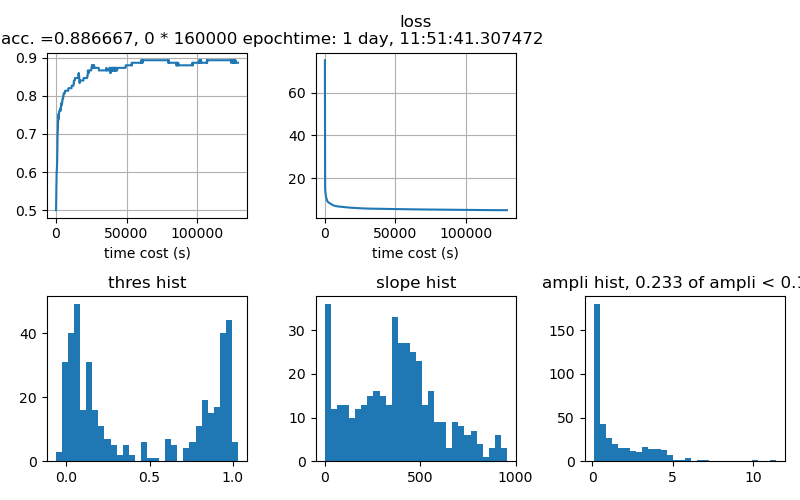 loss
acc. =0.886667, 0 * 160000 epochtime: 1 day, 11:51:41.307472
0.9
0.8
0.7
0.6
0.5
0 50000 100000
time cost (s)
60
40
20
0 50000 100000
time cost (s)
thres hist
40
20
0
0.0 0.5 1.0
slope hist
30
20
10
0
0 500 1000
ampli hist, 0.233 of ampli < 0.1
150
100
50
0
0 5 10